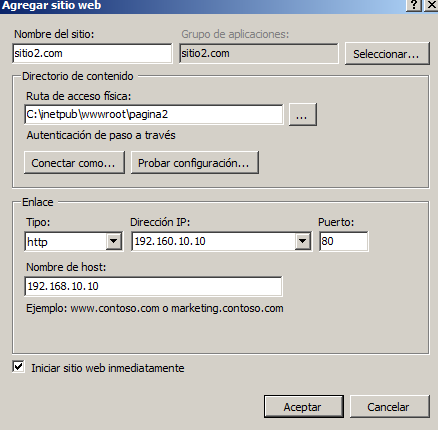 Agregar sitio web
Nombre del sitio: Grupo de aplicaciones:
sitio2.com sitio2.com Seleccionar...
Directorio de contenido
Ruta de acceso física:
C:\inetpub\wwwroot\pagina2 ...
Autenticación de paso a través
Conectar como... Probar configuración...
Enlace
Tipo: Dirección IP: Puerto:
http 192.160.10.10 80
Nombre de host:
192.168.10.10
Ejemplo: www.contoso.com o marketing.contoso.com
Iniciar sitio web inmediatamente
Aceptar Cancelar